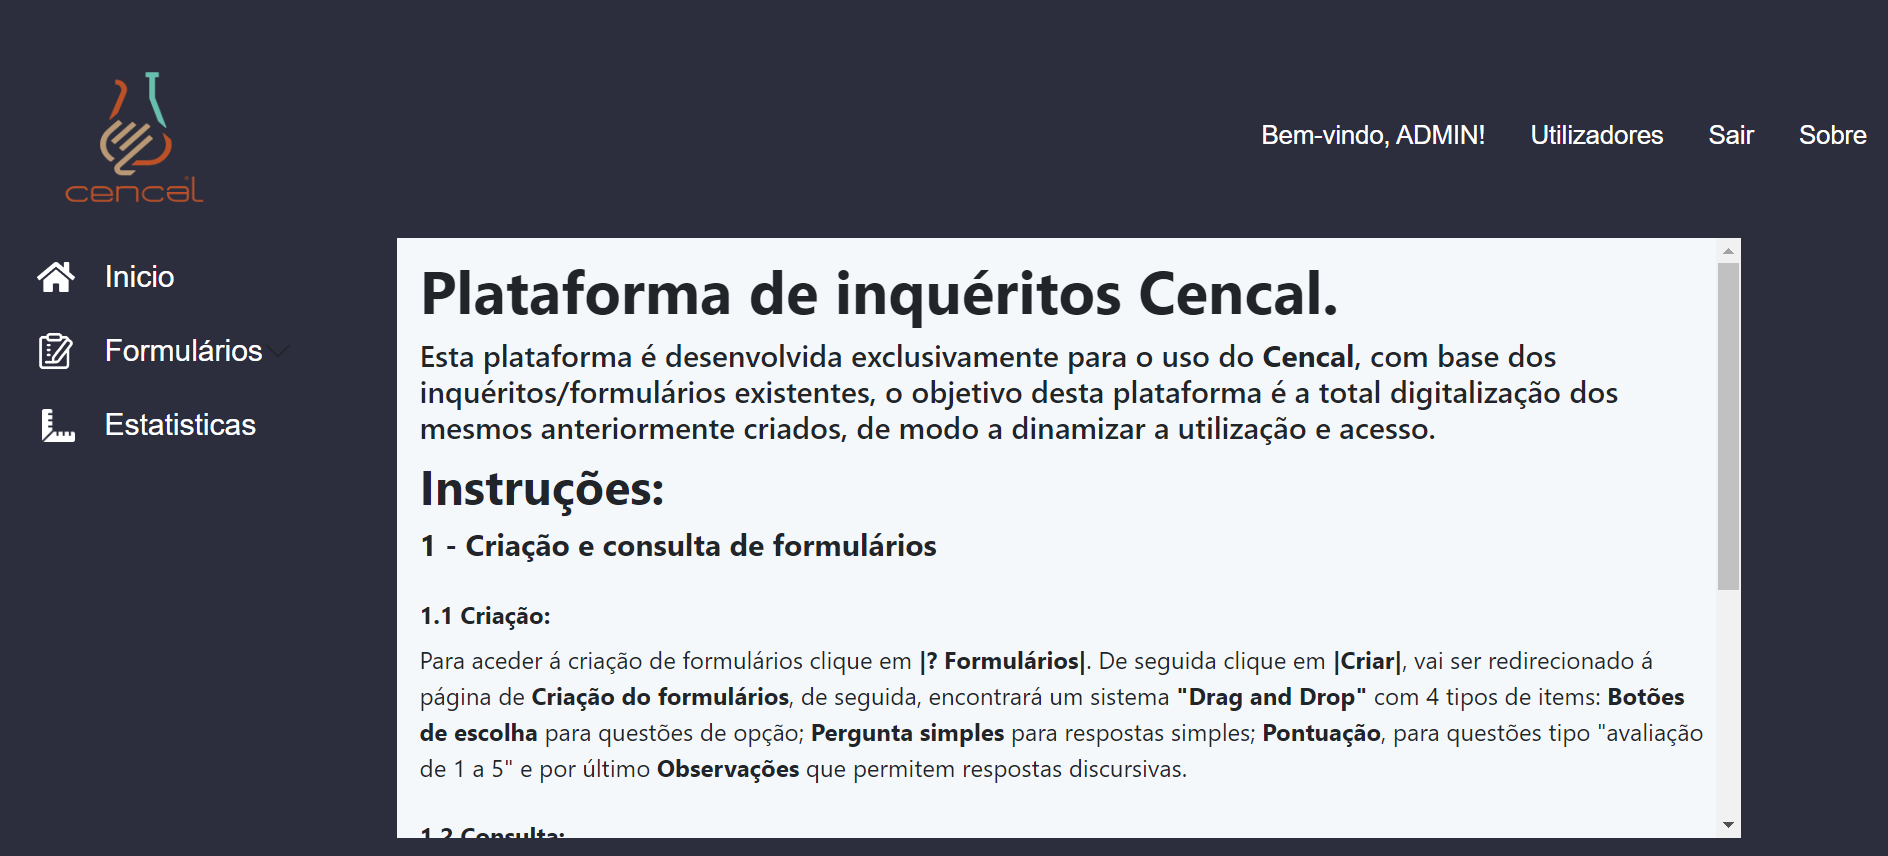 cencal
Bem-vindo, ADMIN!
Utilizadores
Sair
Sobre
Inicio
Formulários
Estatisticas
Plataforma de inquéritos Cencal.
Esta plataforma é desenvolvida exclusivamente para o uso do Cencal, com base dos
inquéritos/formulários existentes, o objetivo desta plataforma é a total digitalização dos
mesmos anteriormente criados, de modo a dinamizar a utilização e acesso.
Instruções:
1 - Criação e consulta de formulários
1.1 Criação:
Para aceder á criação de formulários clique em |? Formulários|. De seguida clique em |Criar|, vai ser redirecionado á
página de Criação do formulários, de seguida, encontrará um sistema "Drag and Drop" com 4 tipos de items: Botões
de escolha para questões de opção; Pergunta simples para respostas simples; Pontuação, para questões tipo "avaliação
de 1 a 5" e por último Observações que permitem respostas discursivas.
1.2 Consulta: